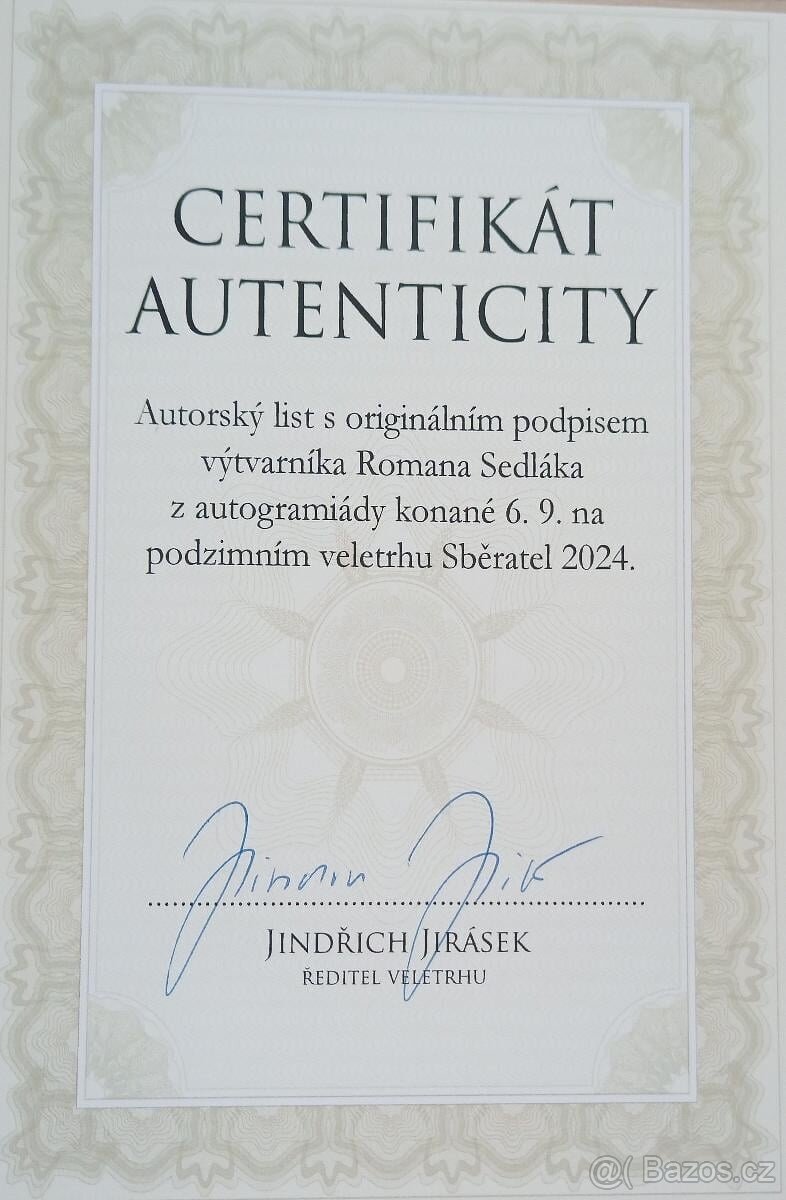 CERTIFIKÁT
AUTENTICITY
Autorský list s originálním podpisem
výtvarníka Romana Sedláka
z autogramiády konané 6. 9. na
podzimním veletrhu Sběratel 2024.
JINDŘICH JIRÁSEK
ŘEDITEL VELETRHU
@( Bazos.cz